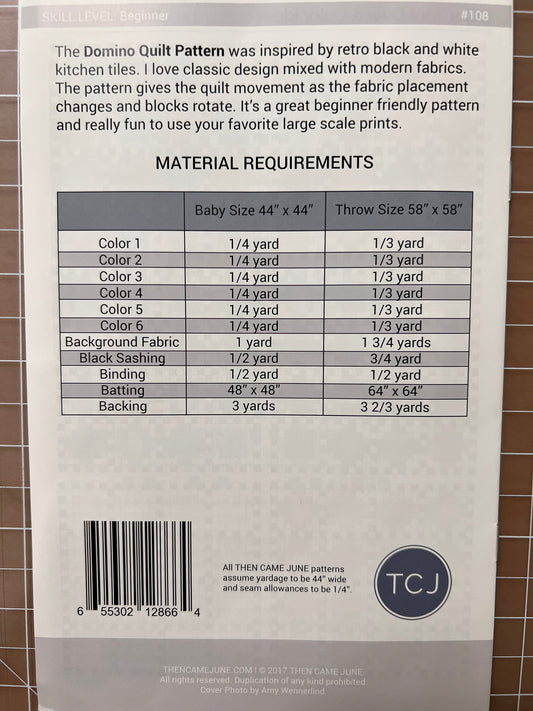 SKILL LEVEL: Beginner #108
The Domino Quilt Pattern was inspired by retro black and white
kitchen tiles. I love classic design mixed with modern fabrics.
The pattern gives the quilt movement as the fabric placement
changes and blocks rotate. It's a great beginner friendly pattern
and really fun to use your favorite large scale prints.
MATERIAL REQUIREMENTS
Baby Size 44" x 44" Throw Size 58" x 58"
Color 1 1/4 yard 1/3 yard
Color 2 1/4 yard 1/3 yard
Color 3 1/4 yard 1/3 yard
Color 4 1/4 yard 1/3 yard
Color 5 1/4 yard 1/3 yard
Color 6 1/4 yard 1/3 yard
Background Fabric 1 yard 1 3/4 yards
Black Sashing 1/2 yard 3/4 yard
Binding 1/2 yard 1/2 yard
Batting 48" x 48" 64" x 64"
Backing 3 yards 3 2/3 yards
All THEN CAME JUNE patterns
assume yardage to be 44" wide
and seam allowances to be 1/4".
TCJ
6 55302 12866 4
THENCAMEJUNE.COM | © 2017 THEN CAME JUNE
All rights reserved. Duplication of any kind prohibited.
Cover Photo by Amy Wennerlind